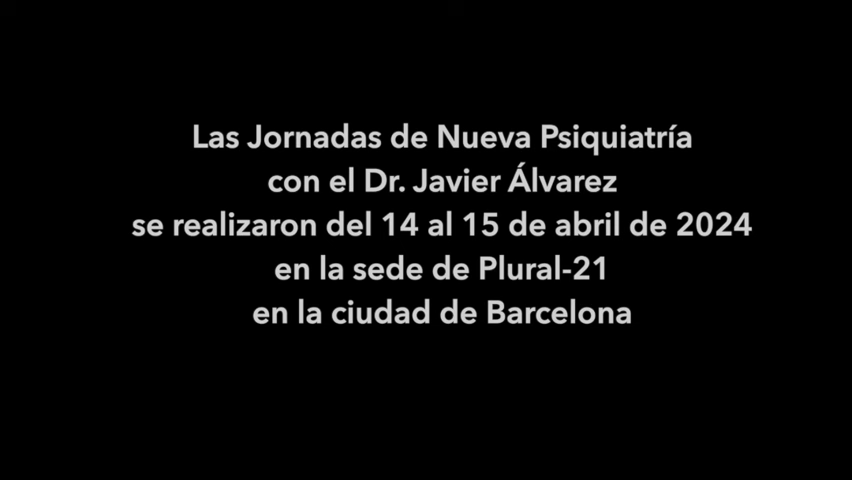 Las Jornadas de Nueva Psiquiatría
con el Dr. Javier Álvarez
se realizaron del 14 al 15 de abril de 2024
en la sede de Plural-21
en la ciudad de Barcelona